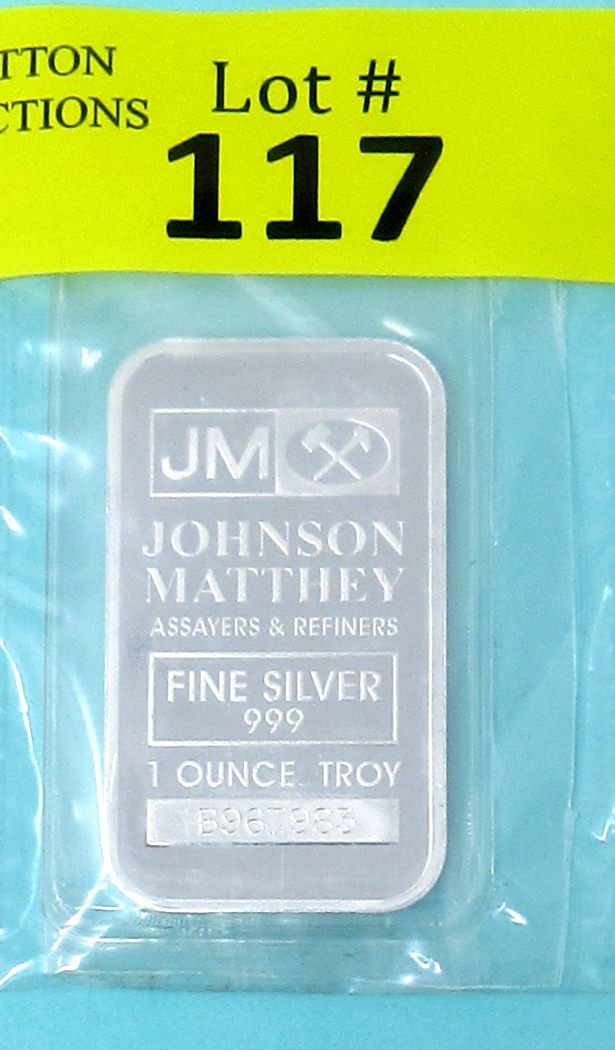 TTON
CTIONS
Lot #
117
JM
JOHNSON
MATTHEY
ASSAYERS & REFINERS
FINE SILVER
999
1 OUNCE TROY
B967983